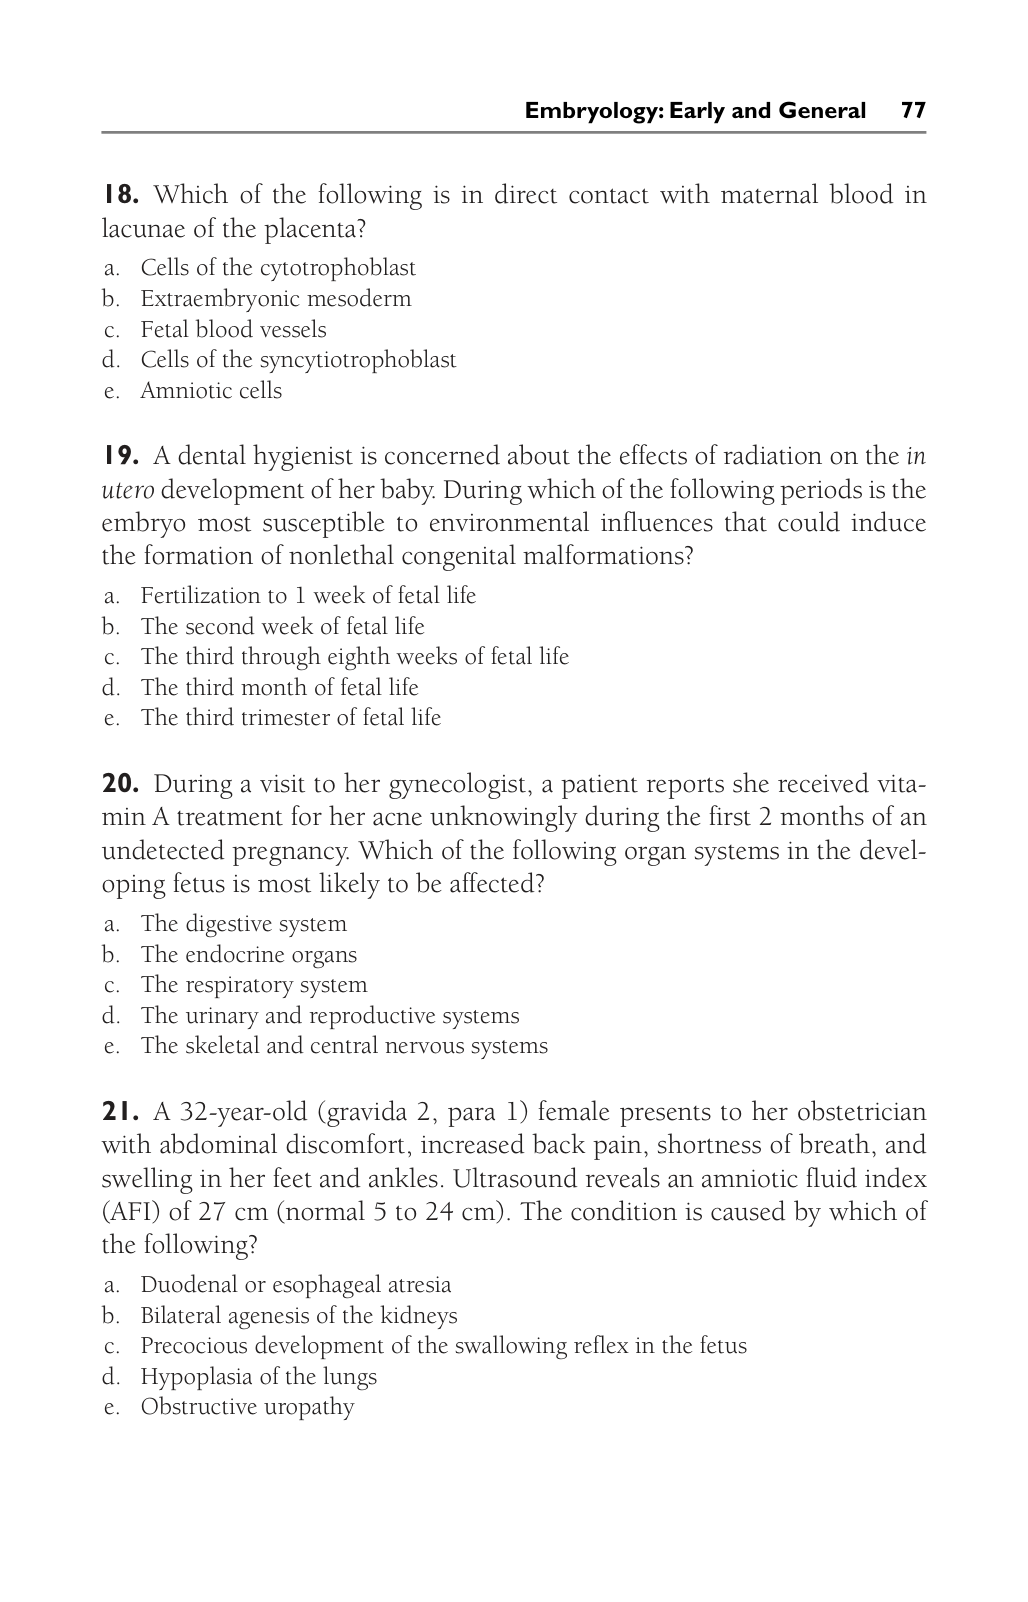 Embryology: Early and General 77
18. Which of the following is in direct contact with maternal blood in
lacunae of the placenta?
a. Cells of the cytotrophoblast
b. Extraembryonic mesoderm
c. Fetal blood vessels
d. Cells of the syncytiotrophoblast
e. Amniotic cells
19. A dental hygienist is concerned about the effects of radiation on the in
utero development of her baby. During which of the following periods is the
embryo most susceptible to environmental influences that could induce
the formation of nonlethal congenital malformations?
a. Fertilization to 1 week of fetal life
b. The second week of fetal life
c. The third through eighth weeks of fetal life
d. The third month of fetal life
e. The third trimester of fetal life
20. During a visit to her gynecologist, a patient reports she received vita-
min A treatment for her acne unknowingly during the first 2 months of an
undetected pregnancy. Which of the following organ systems in the devel-
oping fetus is most likely to be affected?
a. The digestive system
b. The endocrine organs
c. The respiratory system
d. The urinary and reproductive systems
e. The skeletal and central nervous systems
21. A 32-year-old (gravida 2, para 1) female presents to her obstetrician
with abdominal discomfort, increased back pain, shortness of breath, and
swelling in her feet and ankles. Ultrasound reveals an amniotic fluid index
(AFI) of 27 cm (normal 5 to 24 cm). The condition is caused by which of
the following?
a. Duodenal or esophageal atresia
b. Bilateral agenesis of the kidneys
c. Precocious development of the swallowing reflex in the fetus
d. Hypoplasia of the lungs
e. Obstructive uropathy